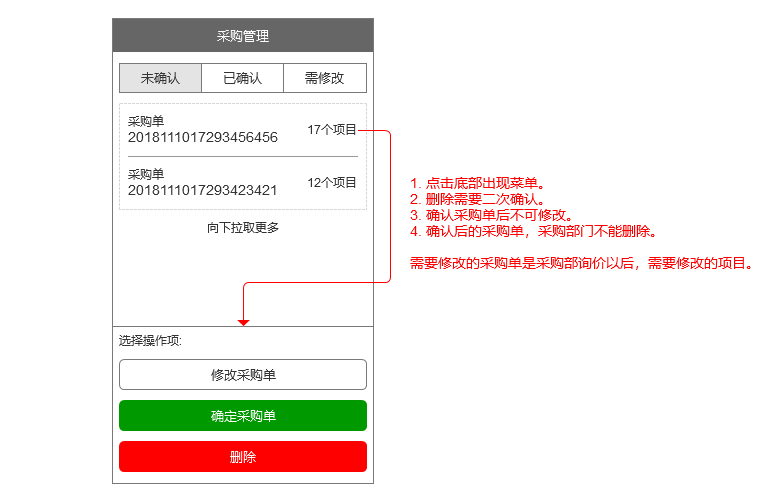 采购管理
未确认 已确认 需修改
采购单
2018111017293456456
17个项目
采购单
2018111017293423421
12个项目
向下拉取更多
1. 点击底部出现菜单。
2. 删除需要二次确认。
3. 确认采购单后不可修改。
4. 确认后的采购单，采购部门不能删除。
需要修改的采购单是采购部询价以后，需要修改的项目。
选择操作项:
修改采购单
确定采购单
删除